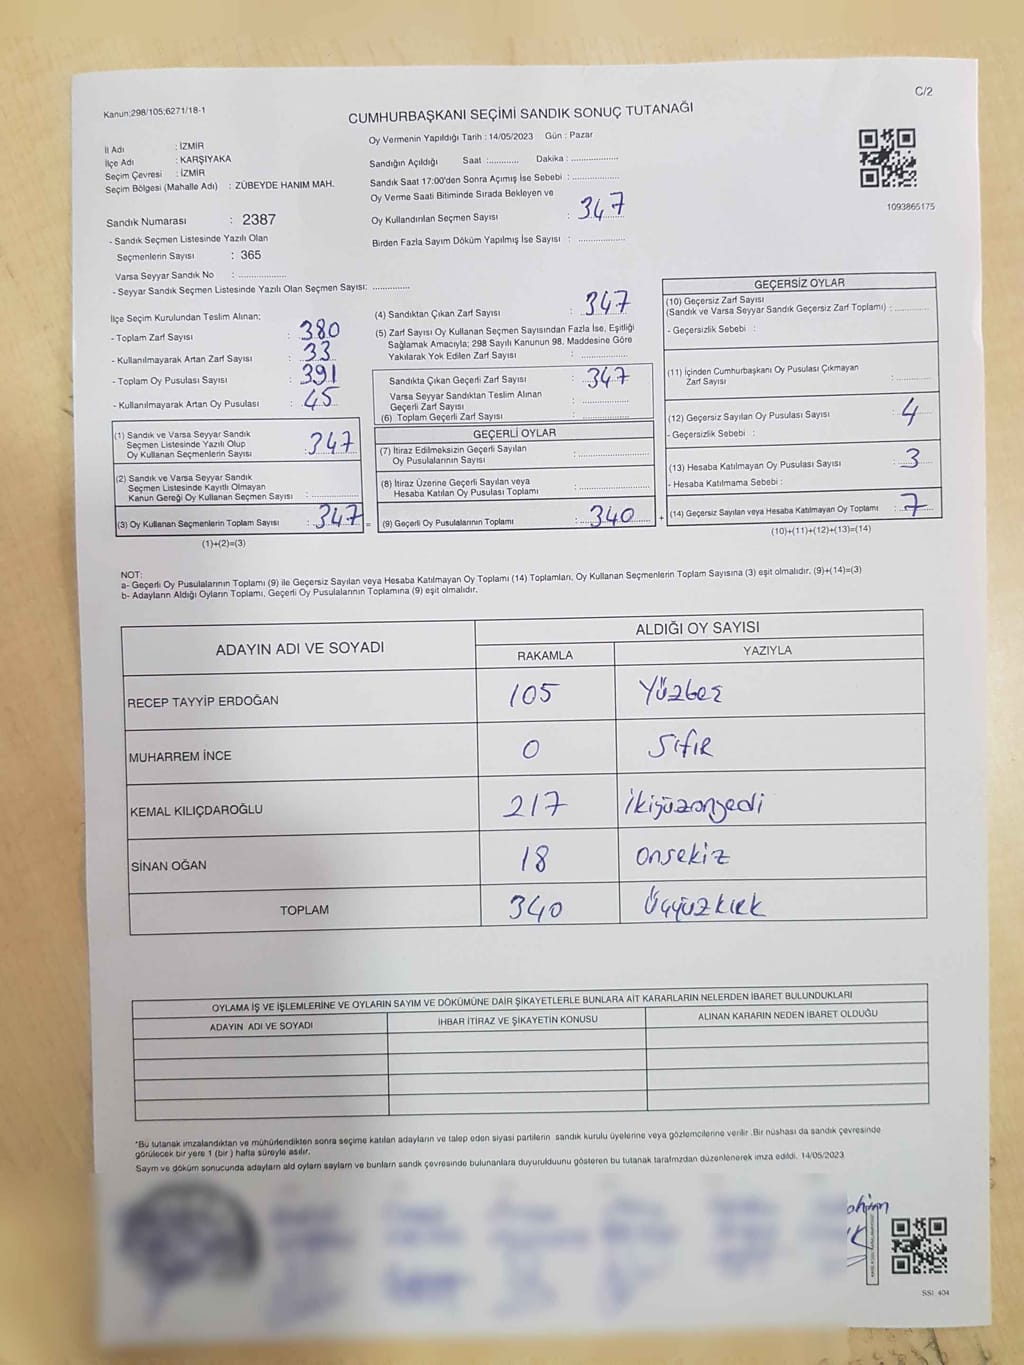 C/2
Kanun:298/105;6271/18-1
CUMHURBAŞKANI SEÇİMİ SANDIK SONUÇ TUTANAĞI
Oy Vermenin Yapıldığı Tarih : 14/05/2023 Gün : Pazar
İl Adı : İZMİR
İlçe Adı : KARŞIYAKA
Seçim Çevresi : İZMİR
Seçim Bölgesi (Mahalle Adı) : ZÜBEYDE HANIM MAH.
Sandığın Açıldığı Saat :............ Dakika :..................
Sandık Saat 17:00'den Sonra Açımış İse Sebebi :..................
Oy Verme Saati Bitiminde Sırada Bekleyen ve
Oy Kullandırılan Seçmen Sayısı : 347
Birden Fazla Sayım Döküm Yapılmış İse Sayısı :..................
1093865175
Sandık Numarası : 2387
- Sandık Seçmen Listesinde Yazılı Olan
Seçmenlerin Sayısı : 365
Varsa Seyyar Sandık No :..................
- Seyyar Sandık Seçmen Listesinde Yazılı Olan Seçmen Sayısı:..............
İlçe Seçim Kurulundan Teslim Alınan:
- Toplam Zarf Sayısı : 380
- Kullanılmayarak Artan Zarf Sayısı : 33
- Toplam Oy Pusulası Sayısı : 391
- Kullanılmayarak Artan Oy Pusulası : 45
(1) Sandık ve Varsa Seyyar Sandık
Seçmen Listesinde Yazılı Olup
Oy Kullanan Seçmenlerin Sayısı : 347
(2) Sandık ve Varsa Seyyar Sandık
Seçmen Listesinde Kayıtlı Olmayan
Kanun Gereği Oy Kullanan Seçmen Sayısı :..................
(3) Oy Kullanan Seçmenlerin Toplam Sayısı : 347 =
(1)+(2)=(3)
(4) Sandıktan Çıkan Zarf Sayısı : 347
(5) Zarf Sayısı Oy Kullanan Seçmen Sayısından Fazla İse, Eşitliği
Sağlamak Amacıyla; 298 Sayılı Kanunun 98. Maddesine Göre
Yakılarak Yok Edilen Zarf Sayısı :..................
Sandıkta Çıkan Geçerli Zarf Sayısı : 347
Varsa Seyyar Sandıktan Teslim Alınan
Geçerli Zarf Sayısı :..................
(6) Toplam Geçerli Zarf Sayısı :..................
GEÇERLİ OYLAR
(7) İtiraz Edilmeksizin Geçerli Sayılan
Oy Pusulalarının Sayısı :..................
(8) İtiraz Üzerine Geçerli Sayılan veya
Hesaba Katılan Oy Pusulası Toplamı :..................
(9) Geçerli Oy Pusulalarının Toplamı : 340 +
GEÇERSİZ OYLAR
(10) Geçersiz Zarf Sayısı
(Sandık ve Varsa Seyyar Sandık Geçersiz Zarf Toplamı) :............
- Geçersizlik Sebebi :
(11) İçinden Cumhurbaşkanı Oy Pusulası Çıkmayan
Zarf Sayısı :............
(12) Geçersiz Sayılan Oy Pusulası Sayısı : 4
- Geçersizlik Sebebi :
(13) Hesaba Katılmayan Oy Pusulası Sayısı : 3
- Hesaba Katılmama Sebebi :
(14) Geçersiz Sayılan veya Hesaba Katılmayan Oy Toplamı : 7
(10)+(11)+(12)+(13)=(14)
NOT:
a- Geçerli Oy Pusulalarının Toplamı (9) ile Geçersiz Sayılan veya Hesaba Katılmayan Oy Toplamı (14) Toplamları, Oy Kullanan Seçmenlerin Toplam Sayısına (3) eşit olmalıdır. (9)+(14)=(3)
b- Adayların Aldığı Oyların Toplamı, Geçerli Oy Pusulalarının Toplamına (9) eşit olmalıdır.
ADAYIN ADI VE SOYADI ALDIĞI OY SAYISI
RAKAMLA YAZIYLA
RECEP TAYYİP ERDOĞAN 105 Yüzbeş
MUHARREM İNCE 0 Sıfır
KEMAL KILIÇDAROĞLU 217 İkiyüzonyedi
SİNAN OĞAN 18 Onsekiz
TOPLAM 340 Üçyüzkırk
OYLAMA İŞ VE İŞLEMLERİNE VE OYLARIN SAYIM VE DÖKÜMÜNE DAİR ŞİKAYETLERLE BUNLARA AİT KARARLARIN NELERDEN İBARET BULUNDUKLARI
ADAYIN ADI VE SOYADI İHBAR İTİRAZ VE ŞİKAYETİN KONUSU ALINAN KARARIN NEDEN İBARET OLDUĞU
*Bu tutanak imzalandıktan ve mühürlendikten sonra seçime katılan adayların ve talep eden siyasi partilerin sandık kurulu üyelerine veya gözlemcilerine verilir .Bir nüshası da sandık çevresinde
görülecek bir yere 1 (bir ) hafta süreyle asılır.
Sayım ve döküm sonucunda adayların ald oyların sayları ve bunların sandk çevresinde bulunanlara duyurulduunu gösteren bu tutanak tarafmzdan düzenlenerek imza edildi. 14/05/2023
SSI 404